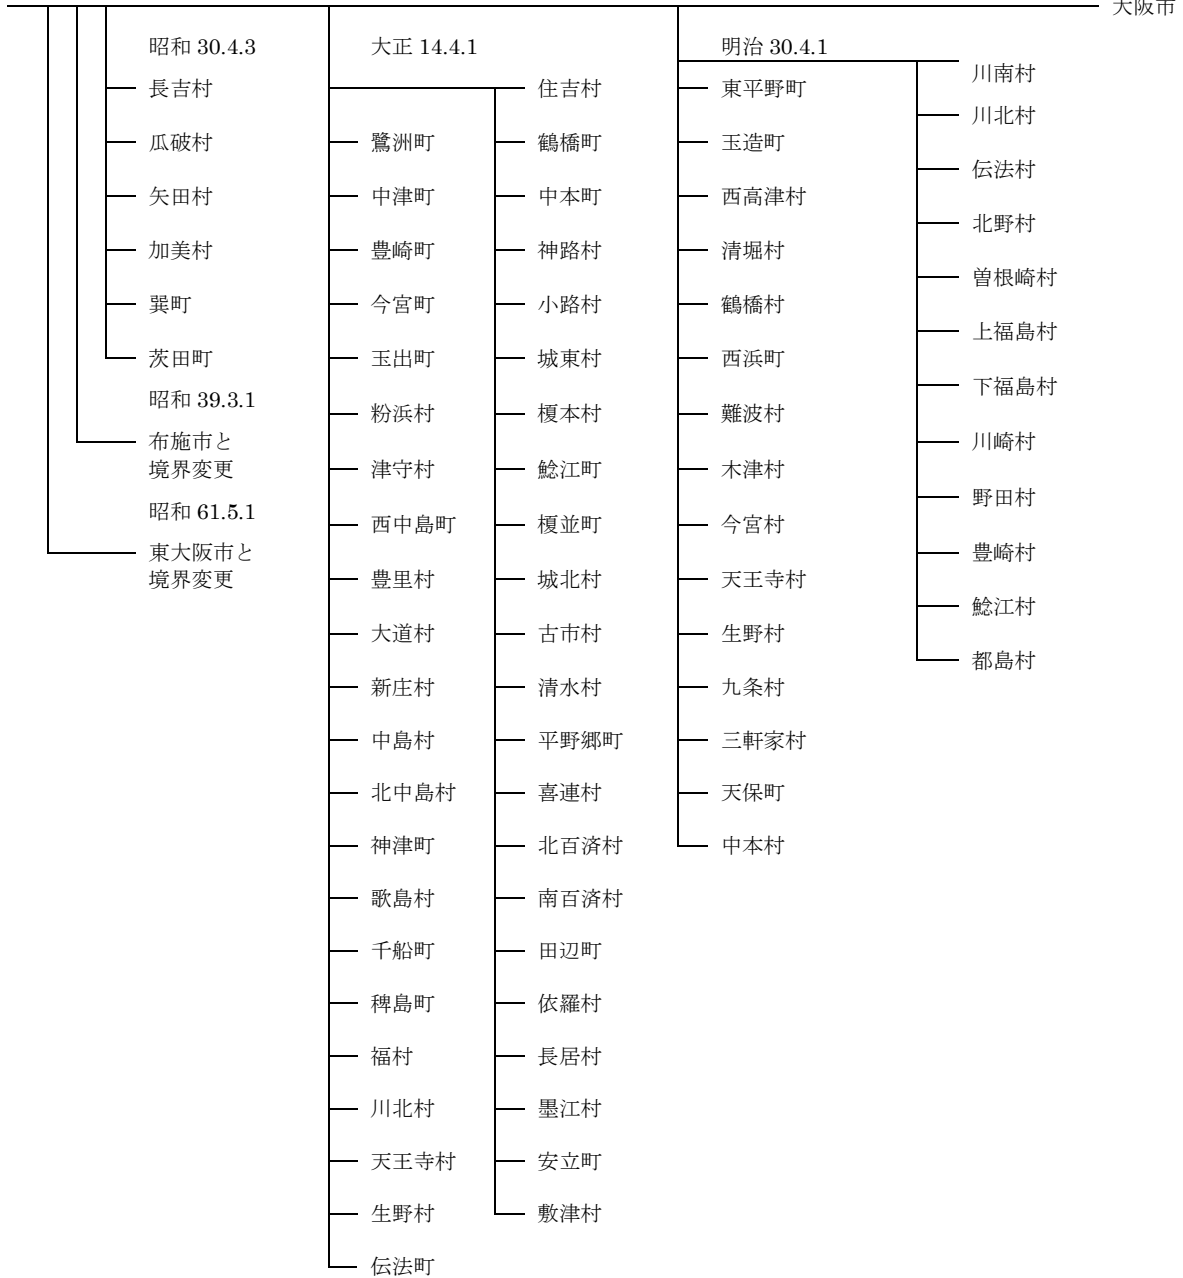 大阪市
昭和 30.4.3
長吉村
瓜破村
矢田村
加美村
巽町
茨田町
昭和 39.3.1
布施市と
境界変更
昭和 61.5.1
東大阪市と
境界変更
大正 14.4.1
鷺洲町
中津町
豊崎町
今宮町
玉出町
粉浜村
津守村
西中島町
豊里村
大道村
新庄村
中島村
北中島村
神津町
歌島村
千船町
稗島町
福村
川北村
天王寺村
生野村
伝法町
住吉村
鶴橋町
中本町
神路村
小路村
城東村
榎本村
鯰江町
榎並町
城北村
古市村
清水村
平野郷町
喜連村
北百済村
南百済村
田辺町
依羅村
長居村
墨江村
安立町
敷津村
明治 30.4.1
東平野町
玉造町
西高津村
清堀村
鶴橋村
西浜町
難波村
木津村
今宮村
天王寺村
生野村
九条村
三軒家村
天保町
中本村
川南村
川北村
伝法村
北野村
曽根崎村
上福島村
下福島村
川崎村
野田村
豊崎村
鯰江村
都島村